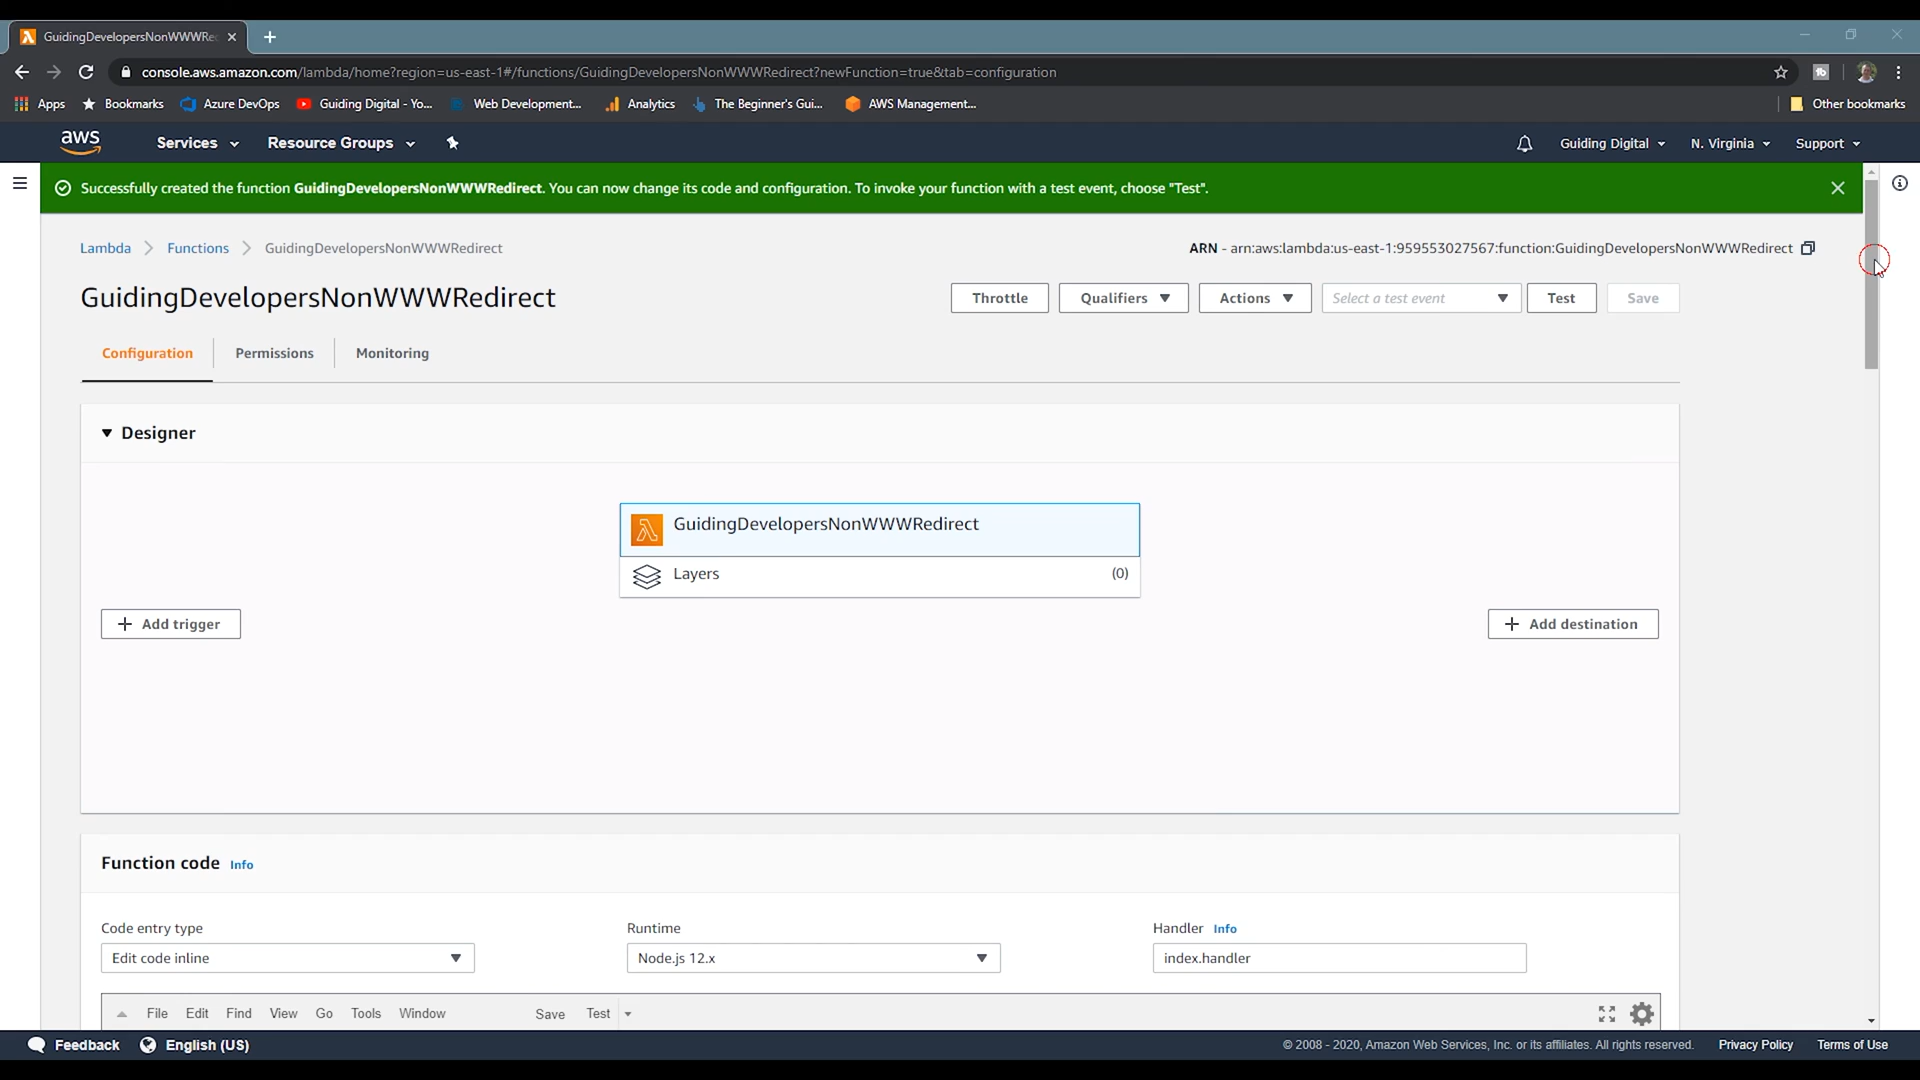 GuidingDevelopersNonWWWRe
console.aws.amazon.com/lambda/home?region=us-east-1#/functions/GuidingDevelopersNonWWWRedirect?newFunction=true&tab=configuration
Apps Bookmarks Azure DevOps Guiding Digital - Yo... Web Development... Analytics The Beginner's Gui... AWS Management... Other bookmarks
aws Services Resource Groups Guiding Digital N. Virginia Support
Successfully created the function GuidingDevelopersNonWWWRedirect. You can now change its code and configuration. To invoke your function with a test event, choose "Test".
Lambda Functions GuidingDevelopersNonWWWRedirect ARN - arn:aws:lambda:us-east-1:959553027567:function:GuidingDevelopersNonWWWRedirect
GuidingDevelopersNonWWWRedirect Throttle Qualifiers Actions Select a test event Test Save
Configuration Permissions Monitoring
Designer
GuidingDevelopersNonWWWRedirect
Layers (0)
Add trigger Add destination
Function code Info
Code entry type Runtime Handler Info
Edit code inline Node.js 12.x index.handler
File Edit Find View Go Tools Window Save Test
Feedback English (US) © 2008 - 2020, Amazon Web Services, Inc. or its affiliates. All rights reserved. Privacy Policy Terms of Use